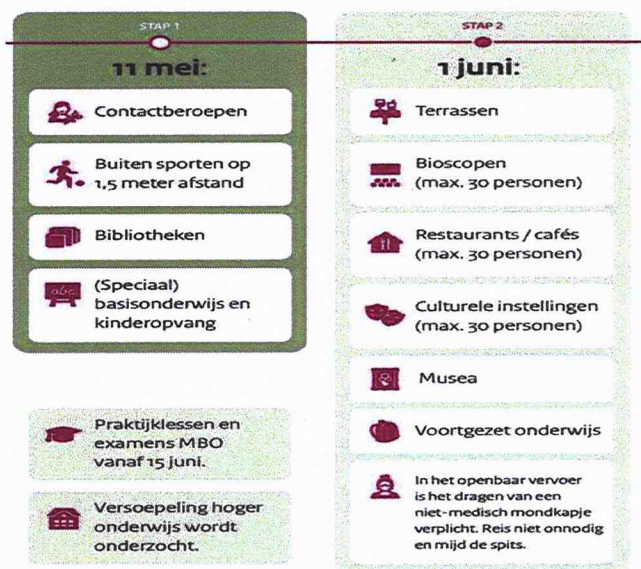 STAP 1
11 mei:
Contactberoepen
Buiten sporten op
1,5 meter afstand
Bibliotheken
abc
(Speciaal)
basisonderwijs en
kinderopvang
Praktijklessen en
examens MBO
vanaf 15 juni.
Versoepeling hoger
onderwijs wordt
onderzocht.
STAP 2
1 juni:
Terrassen
Bioscopen
(max. 30 personen)
Restaurants / cafés
(max. 30 personen)
Culturele instellingen
(max. 30 personen)
Musea
Voortgezet onderwijs
In het openbaar vervoer
is het dragen van een
niet-medisch mondkapje
verplicht. Reis niet onnodig
en mijd de spits.